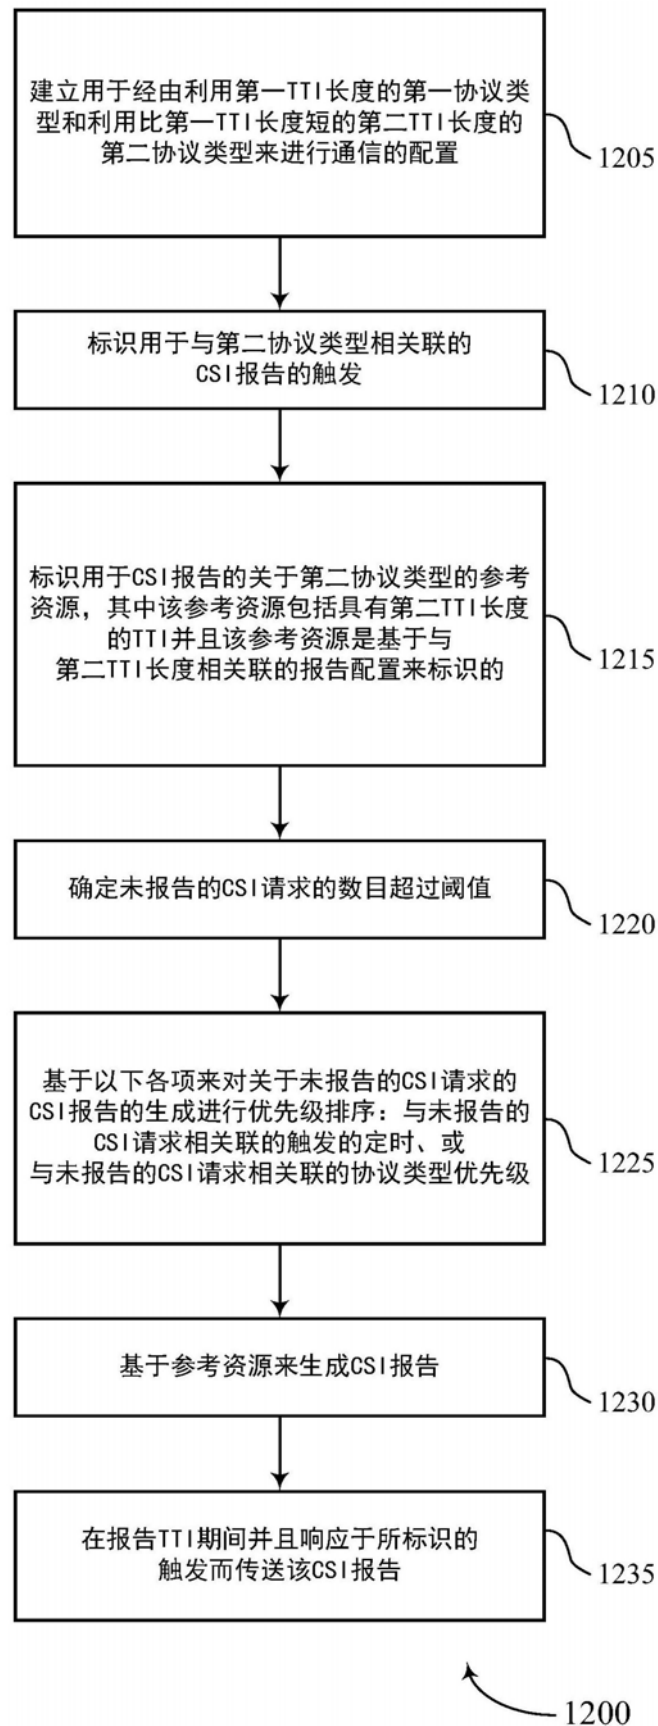 建立用于经由利用第一TTI长度的第一协议类
型和利用比第一TTI长度短的第二TTI长度的
第二协议类型来进行通信的配置
1205
标识用于与第二协议类型相关联的
CSI报告的触发
1210
标识用于CSI报告的关于第二协议类型的参考
资源，其中该参考资源包括具有第二TTI长度
的TTI并且该参考资源是基于与
第二TTI长度相关联的报告配置来标识的
1215
确定未报告的CSI请求的数目超过阈值
1220
基于以下各项来对关于未报告的CSI请求的
CSI报告的生成进行优先级排序：与未报告的
CSI请求相关联的触发的定时、或
与未报告的CSI请求相关联的协议类型优先级
1225
基于参考资源来生成CSI报告
1230
在报告TTI期间并且响应于所标识的
触发而传送该CSI报告
1235
1200